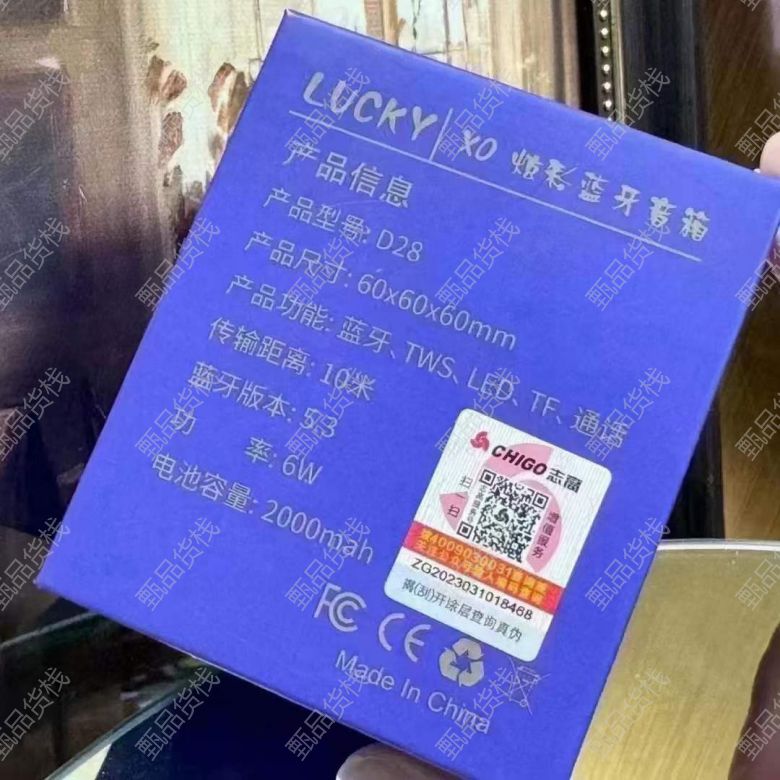 LUCKY XO 炫彩蓝牙音箱
产品信息
产品型号: D28
产品尺寸: 60x60x60mm
产品功能: 蓝牙、TWS、LED、TF、通话
传输距离: 10米
蓝牙版本: 5.3
功 率: 6W
电池容量: 2000mah
CHIGO 志高
扫一扫
增值服务
ZG2023031018468
揭(刮)开涂层查询真伪
FC CE
Made In China
甄品货栈